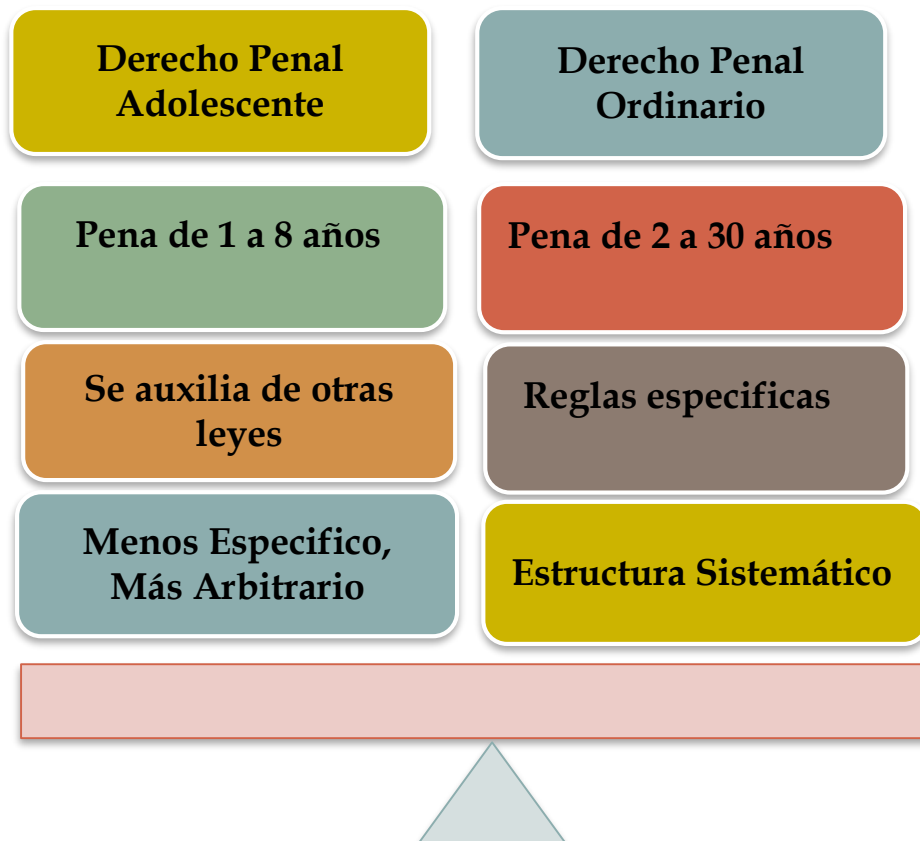 Derecho Penal
Adolescente
Derecho Penal
Ordinario
Pena de 1 a 8 años
Pena de 2 a 30 años
Se auxilia de otras
leyes
Reglas especificas
Menos Especifico,
Más Arbitrario
Estructura Sistemático